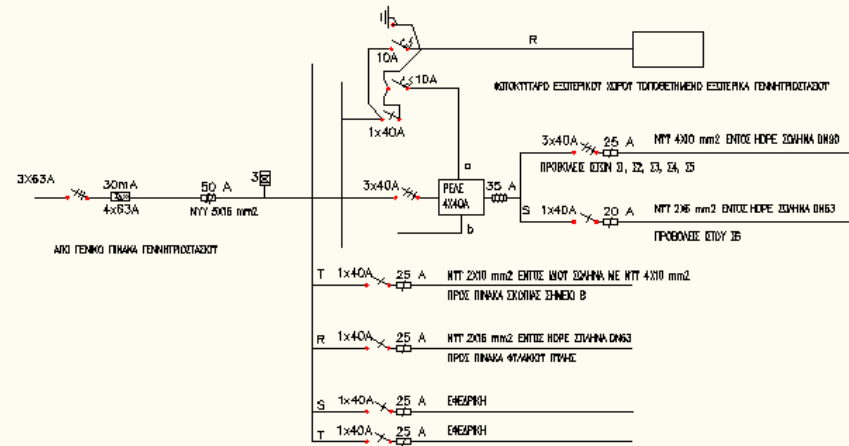 R
10A
ΦΩΤΟΚΥΤΤΑΡΟ ΕΞΩΤΕΡΙΚΟΥ ΧΩΡΟΥ ΤΟΠΟΘΕΤΗΜΕΝΟ ΕΞΩΤΕΡΙΚΑ ΓΕΝΝΗΤΡΙΟΣΤΑΣΙΟΥ
10A
1x40A
3x40A 25 A NYY 4X10 mm2 ΕΝΤΟΣ HDPE ΣΩΛΗΝΑ DN90
ΠΡΟΒΟΛΕΙΣ ΙΣΤΩΝ Σ1, Σ2, Σ3, Σ4, Σ5
3X63A
30mA
4x63A
50 A
NYY 5X16 mm2
3
3x40A
a
ΡΕΛΕ
4X40A
35 A
b
S 1x40A 20 A NYY 2X6 mm2 ΕΝΤΟΣ HDPE ΣΩΛΗΝΑ DN63
ΠΡΟΒΟΛΕΙΣ ΙΣΤΟΥ Σ6
ΑΠΟ ΓΕΝΙΚΟ ΠΙΝΑΚΑ ΓΕΝΝΗΤΡΙΟΣΤΑΣΙΟΥ
T 1x40A 25 A NYY 2X10 mm2 ΕΝΤΟΣ ΙΔΙΟΥ ΣΩΛΗΝΑ ΜΕ NYY 4X10 mm2
ΠΡΟΣ ΠΙΝΑΚΑ ΣΚΟΠΙΑΣ ΣΗΜΕΙΟ Β
R 1x40A 25 A NYY 2X16 mm2 ΕΝΤΟΣ HDPE ΣΩΛΗΝΑ DN63
ΠΡΟΣ ΠΙΝΑΚΑ ΦΥΛΑΚΙΟΥ ΠΥΛΗΣ
S 1x40A 25 A ΕΦΕΔΡΙΚΗ
T 1x40A 25 A ΕΦΕΔΡΙΚΗ